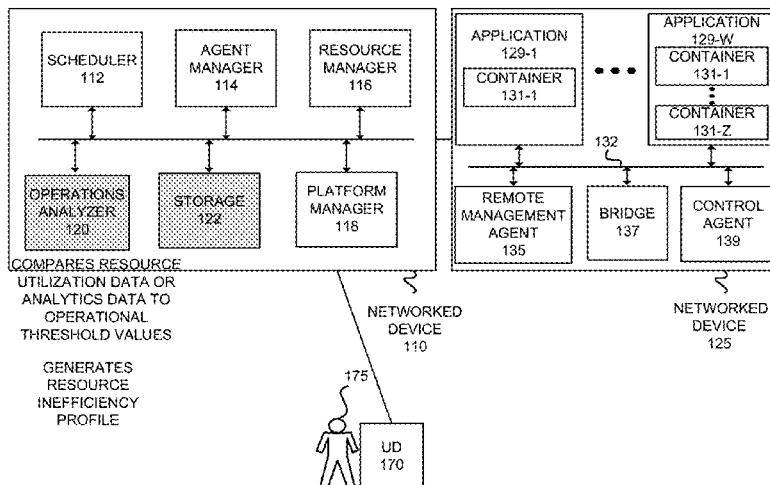 SCHEDULER
112
AGENT
MANAGER
114
RESOURCE
MANAGER
116
OPERATIONS
ANALYZER
120
STORAGE
122
PLATFORM
MANAGER
118
COMPARES RESOURCE
UTILIZATION DATA OR
ANALYTICS DATA TO
OPERATIONAL
THRESHOLD VALUES
GENERATES
RESOURCE
INEFFICIENCY
PROFILE
NETWORKED
DEVICE
110
APPLICATION
129-1
CONTAINER
131-1
APPLICATION
129-W
CONTAINER
131-1
CONTAINER
131-Z
132
REMOTE
MANAGEMENT
AGENT
135
BRIDGE
137
CONTROL
AGENT
139
NETWORKED
DEVICE
125
175
UD
170